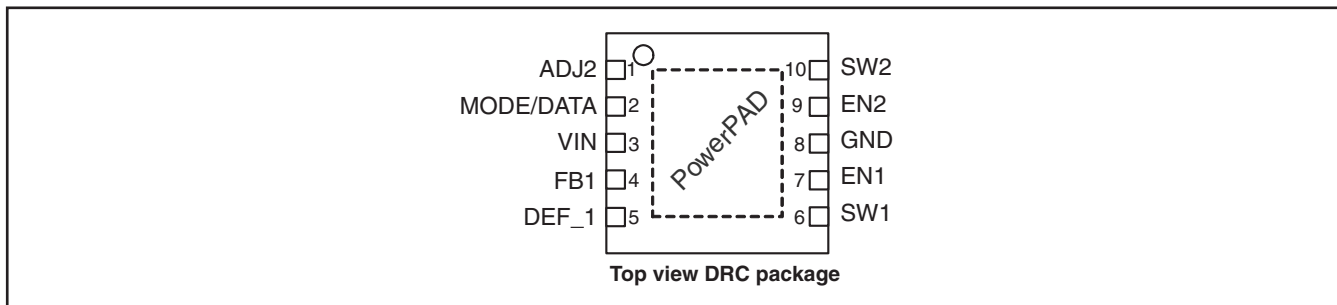 ADJ2 1 10 SW2
MODE/DATA 2 9 EN2
VIN 3 8 GND
FB1 4 7 EN1
DEF_1 5 6 SW1
PowerPAD
Top view DRC package